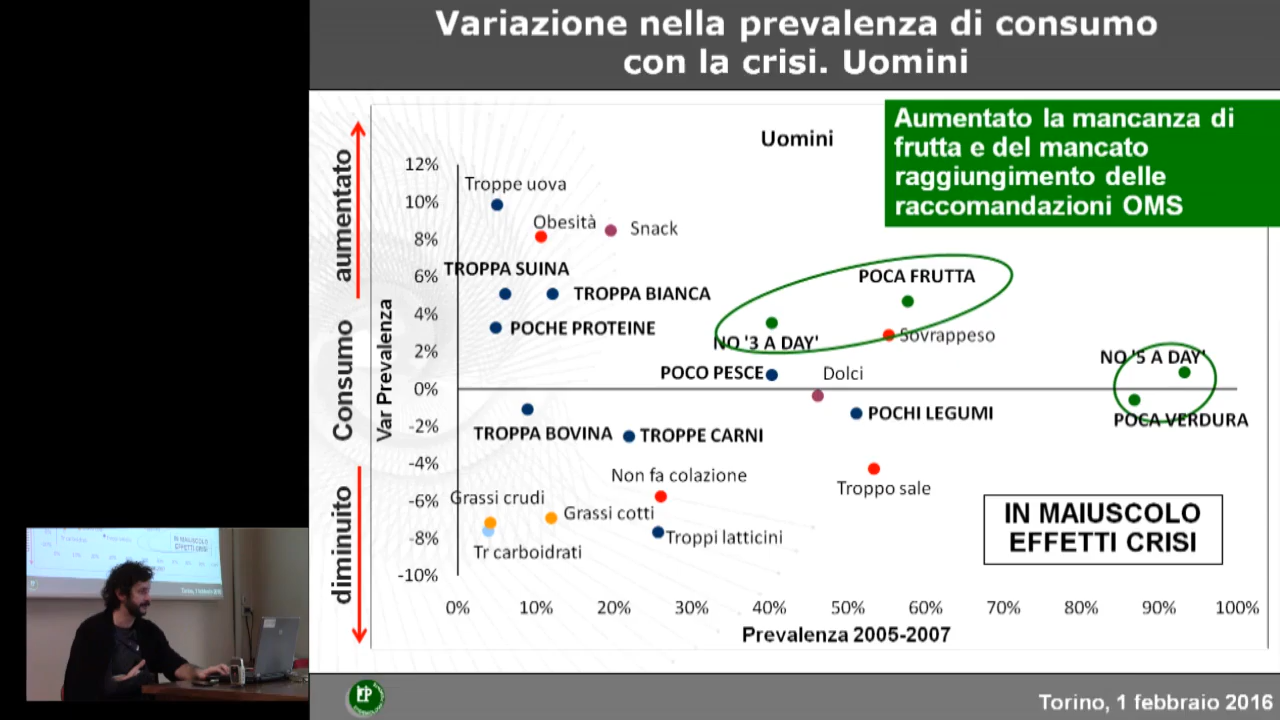 Variazione nella prevalenza di consumo
con la crisi. Uomini
Aumentato la mancanza di
frutta e del mancato
raggiungimento delle
raccomandazioni OMS
Uomini
aumentato
Consumo
diminuito
Var Prevalenza
12%
10%
8%
6%
4%
2%
0%
-2%
-4%
-6%
-8%
-10%
Troppe uova
Obesità
Snack
TROPPA SUINA
TROPPA BIANCA
POCHE PROTEINE
POCA FRUTTA
NO '3 A DAY'
Sovrappeso
POCO PESCE
Dolci
NO '5 A DAY'
POCHI LEGUMI
POCA VERDURA
TROPPA BOVINA
TROPPE CARNI
Non fa colazione
Troppo sale
Grassi crudi
Grassi cotti
Tr carboidrati
Troppi latticini
IN MAIUSCOLO
EFFETTI CRISI
0% 10% 20% 30% 40% 50% 60% 70% 80% 90% 100%
Prevalenza 2005-2007
IN MAIUSCOLO
EFFETTI CRISI
Torino, 1 febbraio 2016